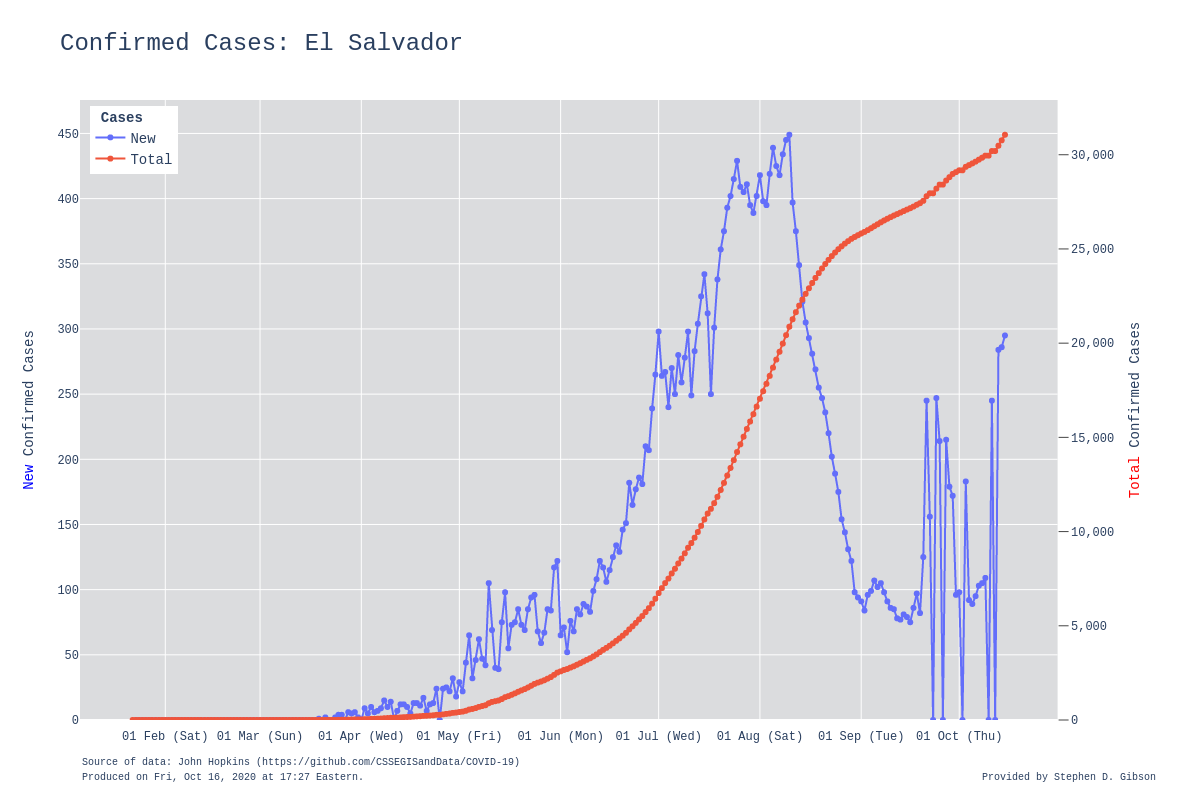 Confirmed Cases: El Salvador
Cases
New
Total
450
400
350
300
250
200
150
100
50
0
30,000
25,000
20,000
15,000
10,000
5,000
0
New Confirmed Cases
Total Confirmed Cases
01 Feb (Sat) 01 Mar (Sun) 01 Apr (Wed) 01 May (Fri) 01 Jun (Mon) 01 Jul (Wed) 01 Aug (Sat) 01 Sep (Tue) 01 Oct (Thu)
Source of data: John Hopkins (https://github.com/CSSEGISandData/COVID-19)
Produced on Fri, Oct 16, 2020 at 17:27 Eastern.
Provided by Stephen D. Gibson